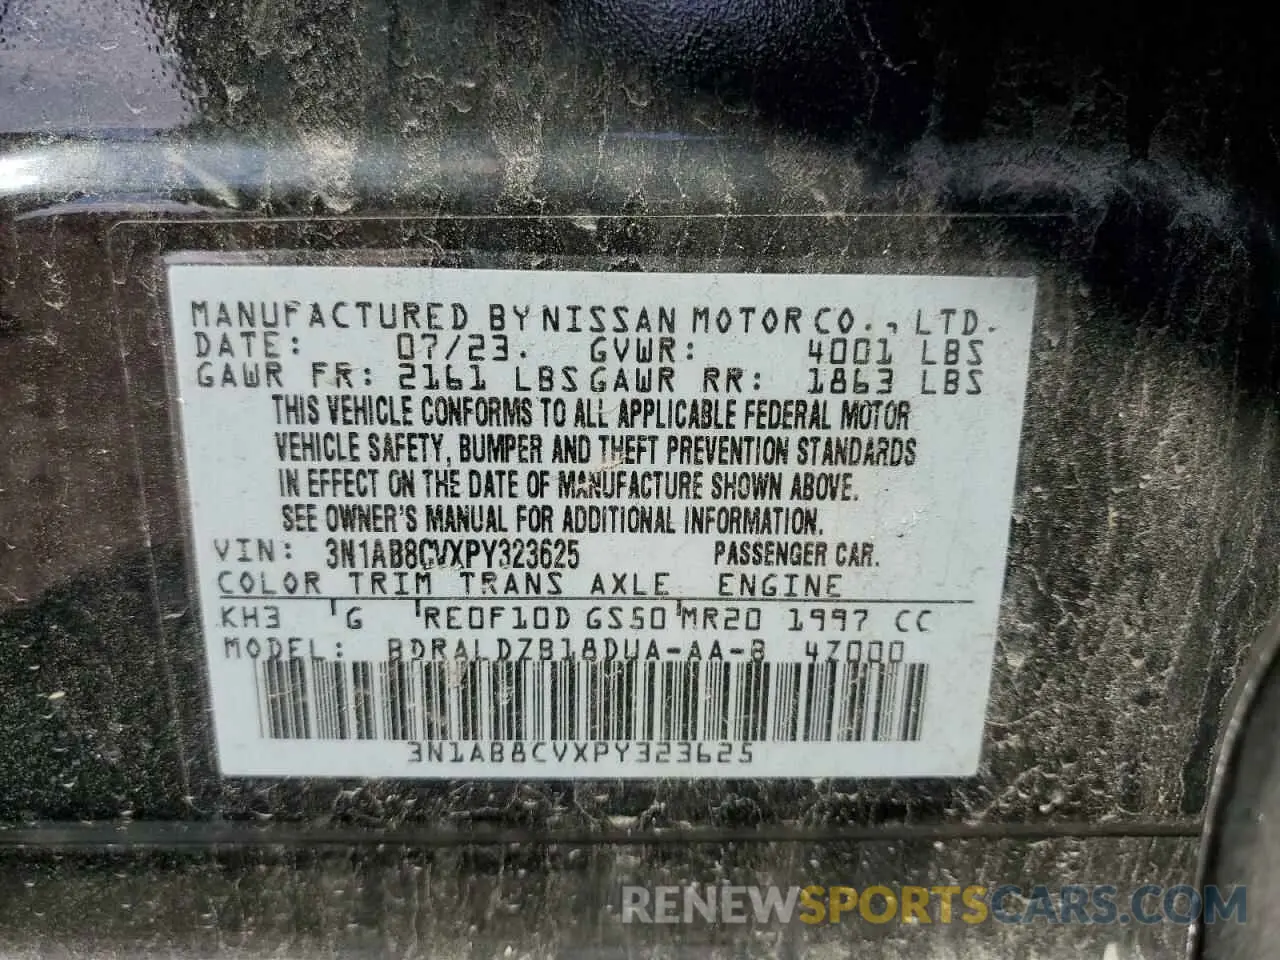 MANUFACTURED BY NISSAN MOTOR CO., LTD.
DATE: 07/23. GVWR: 4001 LBS
GAWR FR: 2161 LBS GAWR RR: 1863 LBS
THIS VEHICLE CONFORMS TO ALL APPLICABLE FEDERAL MOTOR
VEHICLE SAFETY, BUMPER AND THEFT PREVENTION STANDARDS
IN EFFECT ON THE DATE OF MANUFACTURE SHOWN ABOVE.
SEE OWNER'S MANUAL FOR ADDITIONAL INFORMATION.
VIN: 3N1AB8CVXPY323625 PASSENGER CAR.
COLOR TRIM TRANS AXLE ENGINE
KH3 G RE0F10D GS50 MR20 1997 CC
MODEL: BDRALDZB18DUA-AA-B 4Z000
3N1AB8CVXPY323625
RENEWSPORTSCARS.COM